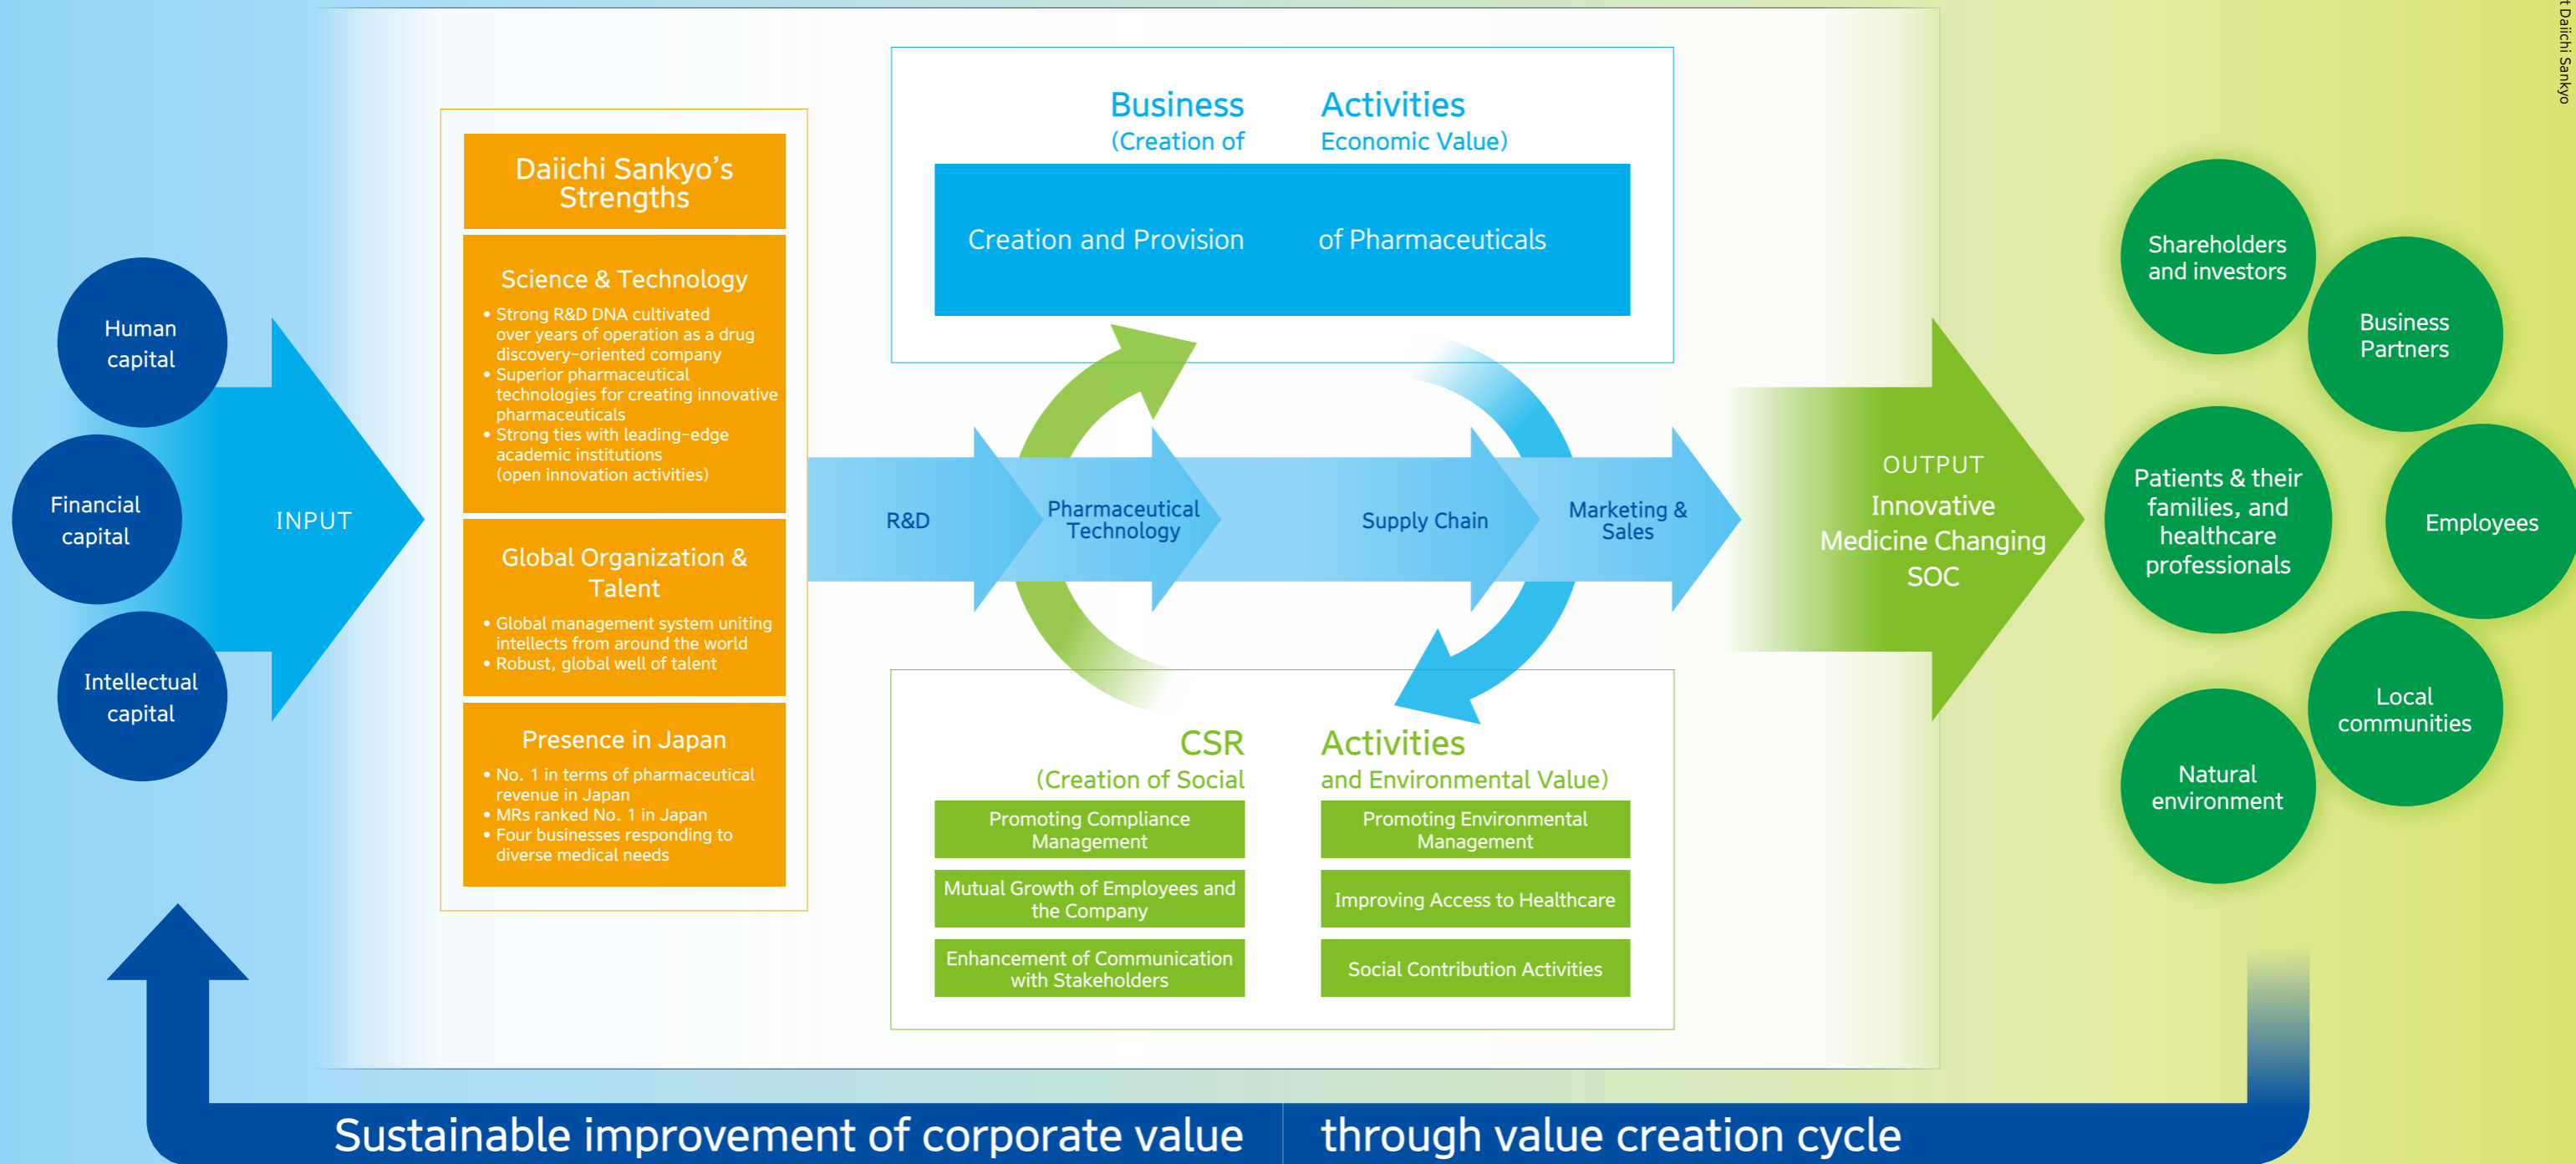 t Daiichi Sankyo
Human
capital
Financial
capital
Intellectual
capital
INPUT
Daiichi Sankyo’s
Strengths
Science & Technology
• Strong R&D DNA cultivated
over years of operation as a drug
discovery-oriented company
• Superior pharmaceutical
technologies for creating innovative
pharmaceuticals
• Strong ties with leading-edge
academic institutions
(open innovation activities)
Global Organization &
Talent
• Global management system uniting
intellects from around the world
• Robust, global well of talent
Presence in Japan
• No. 1 in terms of pharmaceutical
revenue in Japan
• MRs ranked No. 1 in Japan
• Four businesses responding to
diverse medical needs
Business Activities
(Creation of Economic Value)
Creation and Provision of Pharmaceuticals
R&D
Pharmaceutical
Technology
Supply Chain
Marketing &
Sales
CSR Activities
(Creation of Social and Environmental Value)
Promoting Compliance
Management
Promoting Environmental
Management
Mutual Growth of Employees and
the Company
Improving Access to Healthcare
Enhancement of Communication
with Stakeholders
Social Contribution Activities
OUTPUT
Innovative
Medicine Changing
SOC
Shareholders
and investors
Business
Partners
Patients & their
families, and
healthcare
professionals
Employees
Local
communities
Natural
environment
Sustainable improvement of corporate value through value creation cycle